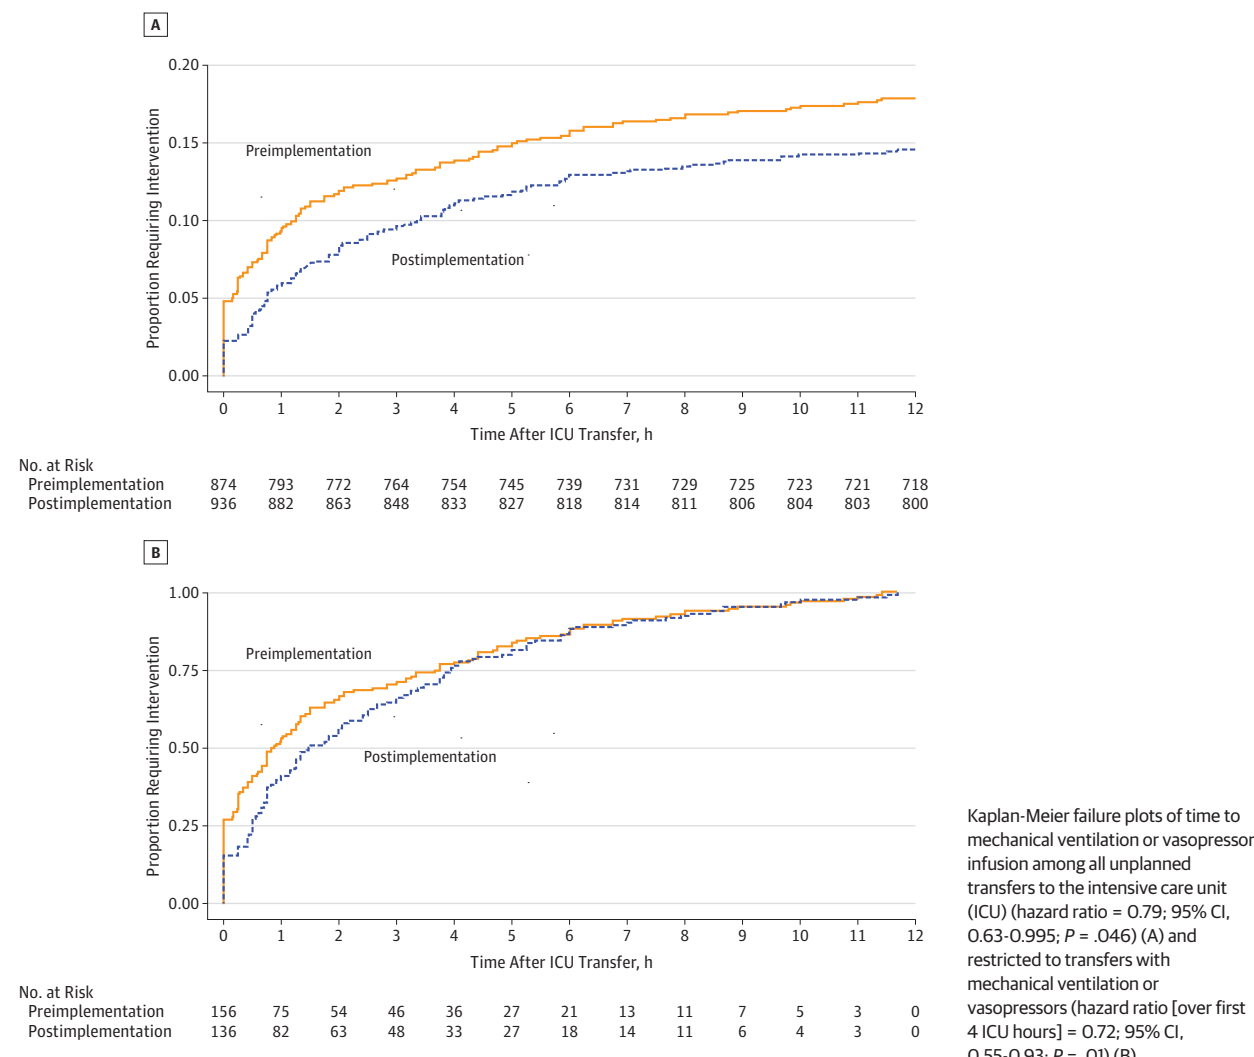 A
0.20
0.15
0.10
0.05
0.00
Proportion Requiring Intervention
Preimplementation
Postimplementation
0 1 2 3 4 5 6 7 8 9 10 11 12
Time After ICU Transfer, h
No. at Risk
Preimplementation 874 793 772 764 754 745 739 731 729 725 723 721 718
Postimplementation 936 882 863 848 833 827 818 814 811 806 804 803 800
B
1.00
0.75
0.50
0.25
0.00
Proportion Requiring Intervention
Preimplementation
Postimplementation
0 1 2 3 4 5 6 7 8 9 10 11 12
Time After ICU Transfer, h
No. at Risk
Preimplementation 156 75 54 46 36 27 21 13 11 7 5 3 0
Postimplementation 136 82 63 48 33 27 18 14 11 6 4 3 0
Kaplan-Meier failure plots of time to
mechanical ventilation or vasopressor
infusion among all unplanned
transfers to the intensive care unit
(ICU) (hazard ratio = 0.79; 95% CI,
0.63-0.995; P = .046) (A) and
restricted to transfers with
mechanical ventilation or
vasopressors (hazard ratio [over first
4 ICU hours] = 0.72; 95% CI,
0.55-0.93; P = .01) (B).